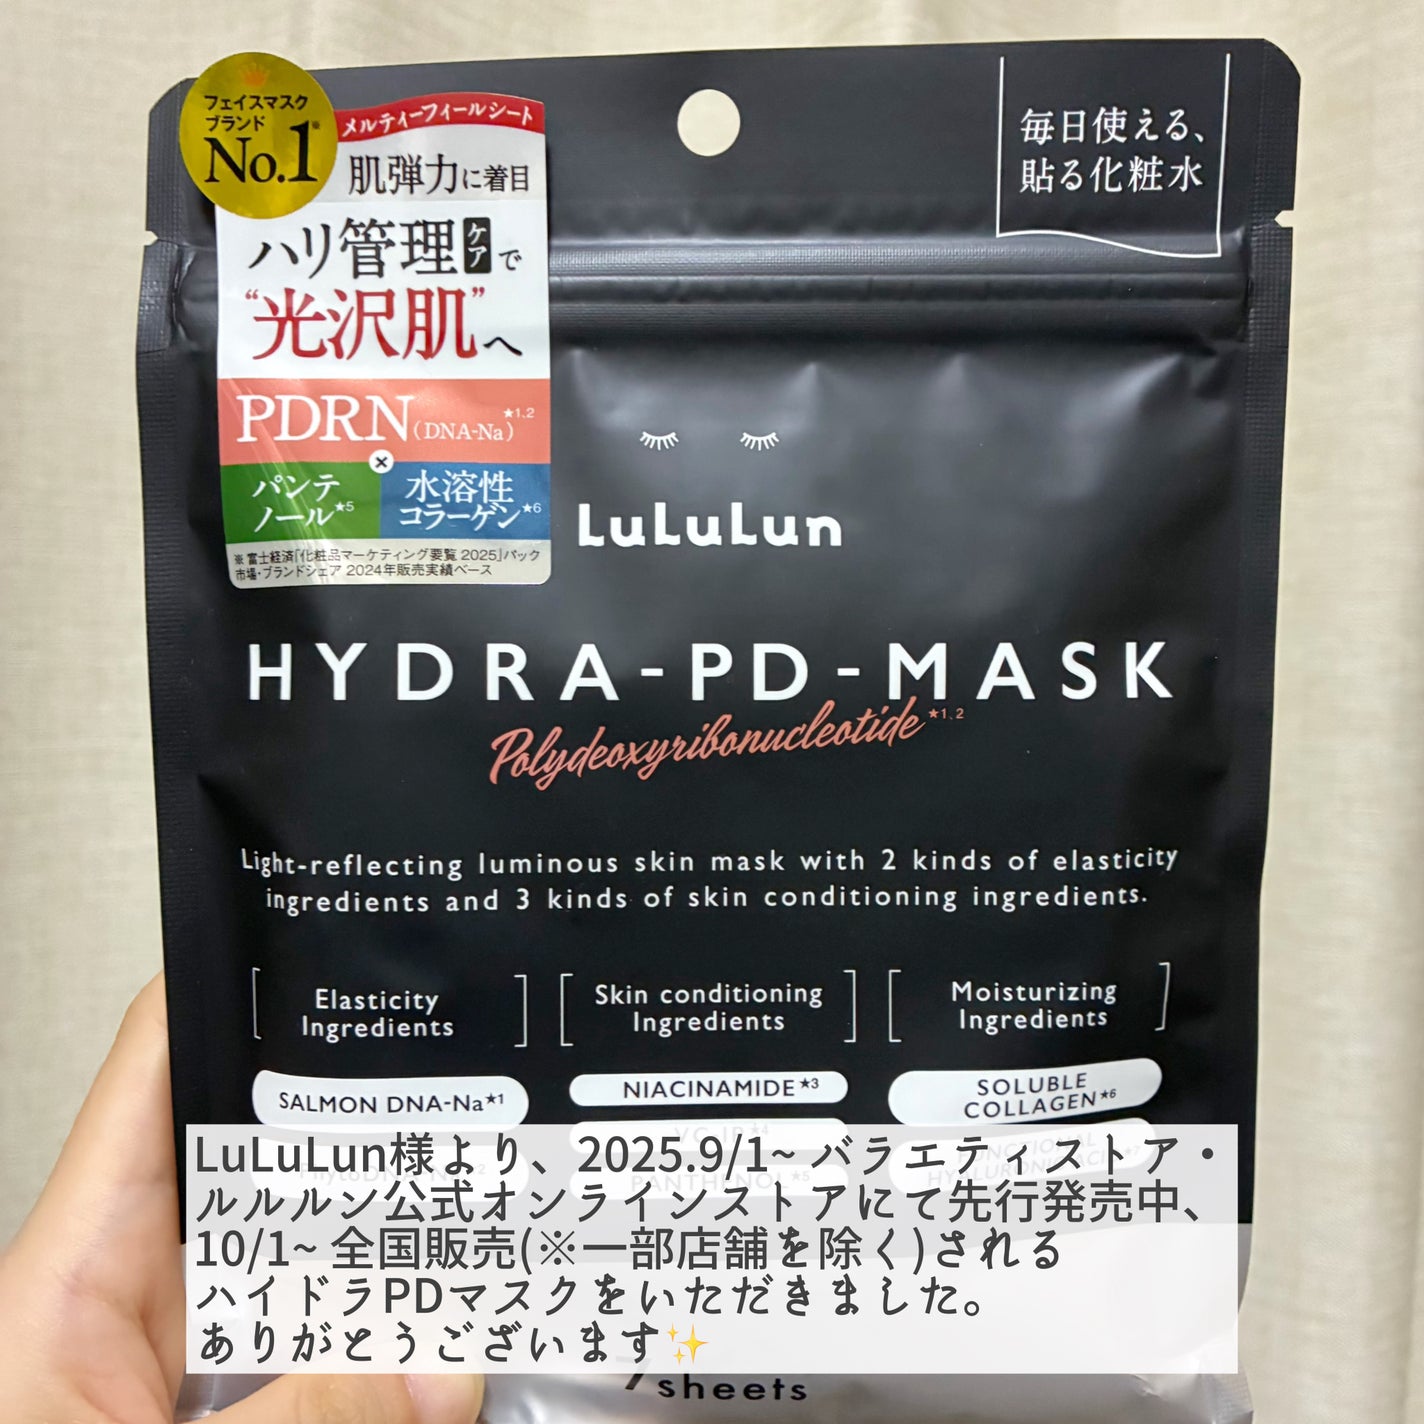 フェイスマスク
ブランド
No.1※
メルティーフィールシート
肌弾力に着目
ハリ管理ケアで
“光沢肌”へ
PDRN(DNA-Na)★1,2
×
パンテノール★5
水溶性コラーゲン★6
※富士経済「化粧品マーケティング要覧 2025」パック
市場・ブランドシェア 2024年販売実績ベース
毎日使える、
貼る化粧水
LuLuLun
HYDRA-PD-MASK
Polydeoxyribonucleotide★1,2
Light-reflecting luminous skin mask with 2 kinds of elasticity
ingredients and 3 kinds of skin conditioning ingredients.
Elasticity
Ingredients
Skin conditioning
Ingredients
Moisturizing
Ingredients
SALMON DNA-Na★1
NIACINAMIDE★3
SOLUBLE
COLLAGEN★6
PANTHENOL★5
LuLuLun様より、2025.9/1~ バラエティストア・
ルルルン公式オンラインストアにて先行発売中、
10/1~ 全国販売(※一部店舗を除く)される
ハイドラPDマスクをいただきました。
ありがとうございます✨
7 sheets